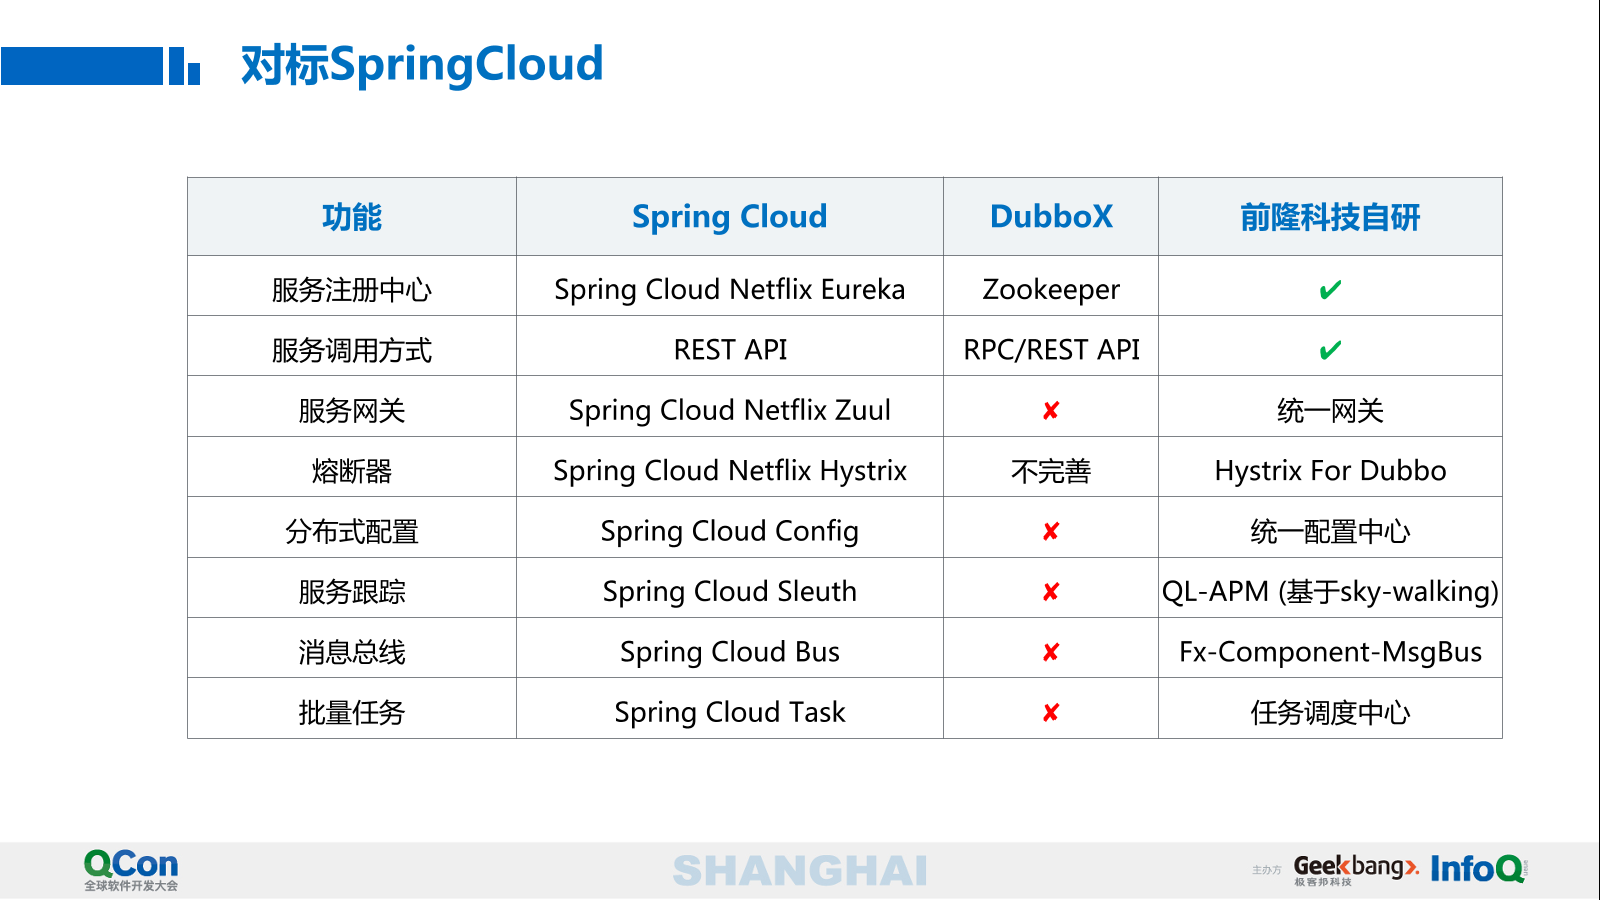 对标SpringCloud
功能 Spring Cloud DubboX 前隆科技自研
服务注册中心 Spring Cloud Netflix Eureka Zookeeper ✔
服务调用方式 REST API RPC/REST API ✔
服务网关 Spring Cloud Netflix Zuul ✘ 统一网关
熔断器 Spring Cloud Netflix Hystrix 不完善 Hystrix For Dubbo
分布式配置 Spring Cloud Config ✘ 统一配置中心
服务跟踪 Spring Cloud Sleuth ✘ QL-APM (基于sky-walking)
消息总线 Spring Cloud Bus ✘ Fx-Component-MsgBus
批量任务 Spring Cloud Task ✘ 任务调度中心
QCon
全球软件开发大会
SHANGHAI
主办方
Geekbang>.
极客邦科技
InfoQ